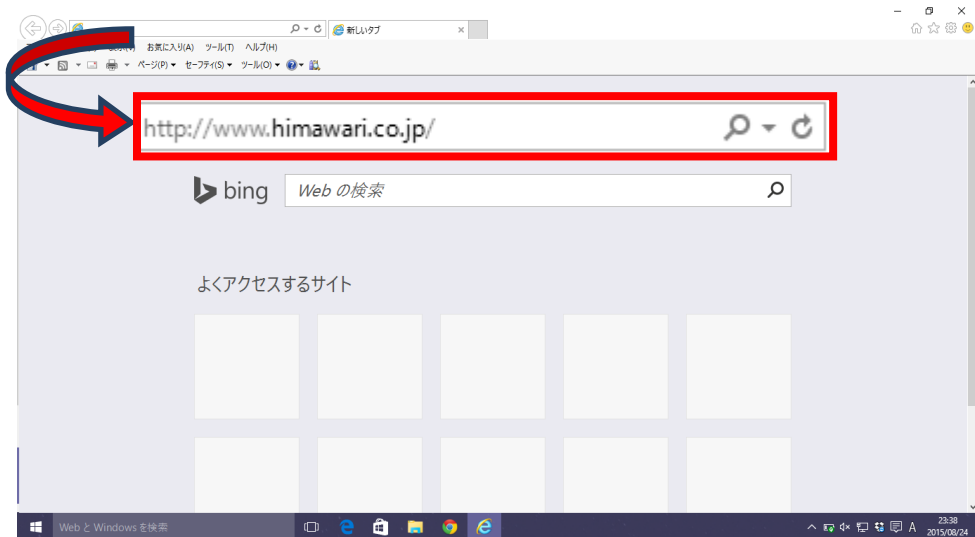 新しいタブ
お気に入り(A) ツール(T) ヘルプ(H)
ページ(P) セーフティ(S) ツール(O)
http://www.himawari.co.jp/
bing Web の検索
よくアクセスするサイト
Web と Windows を検索
A 23:38
2015/08/24